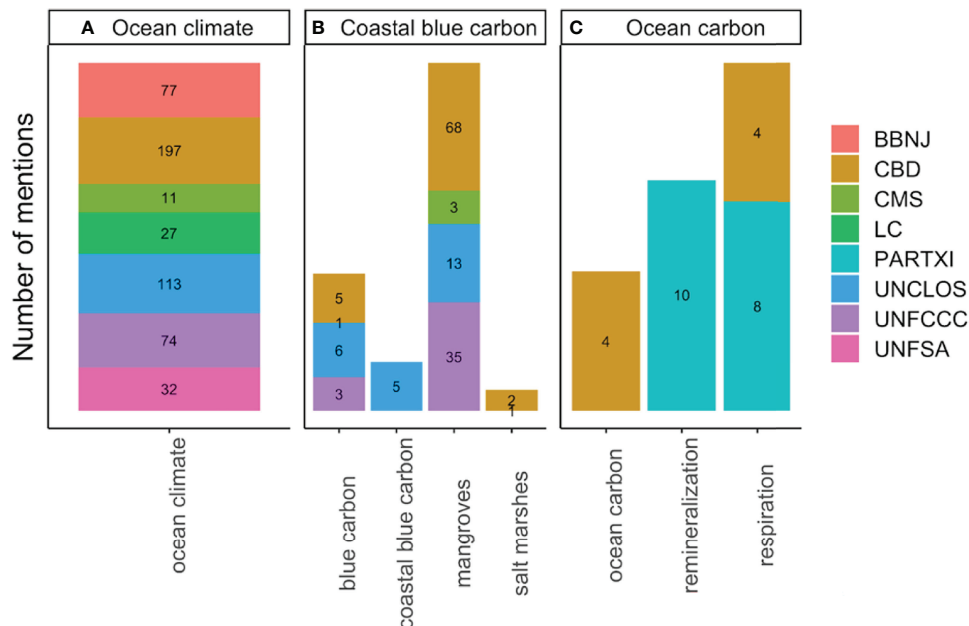 A Ocean climate
B Coastal blue carbon
C Ocean carbon
Number of mentions
77
197
11
27
113
74
32
5
1
6
3
5
68
3
13
35
2
1
4
10
4
8
ocean climate
blue carbon
coastal blue carbon
mangroves
salt marshes
ocean carbon
remineralization
respiration
BBNJ
CBD
CMS
LC
PARTXI
UNCLOS
UNFCCC
UNFSA